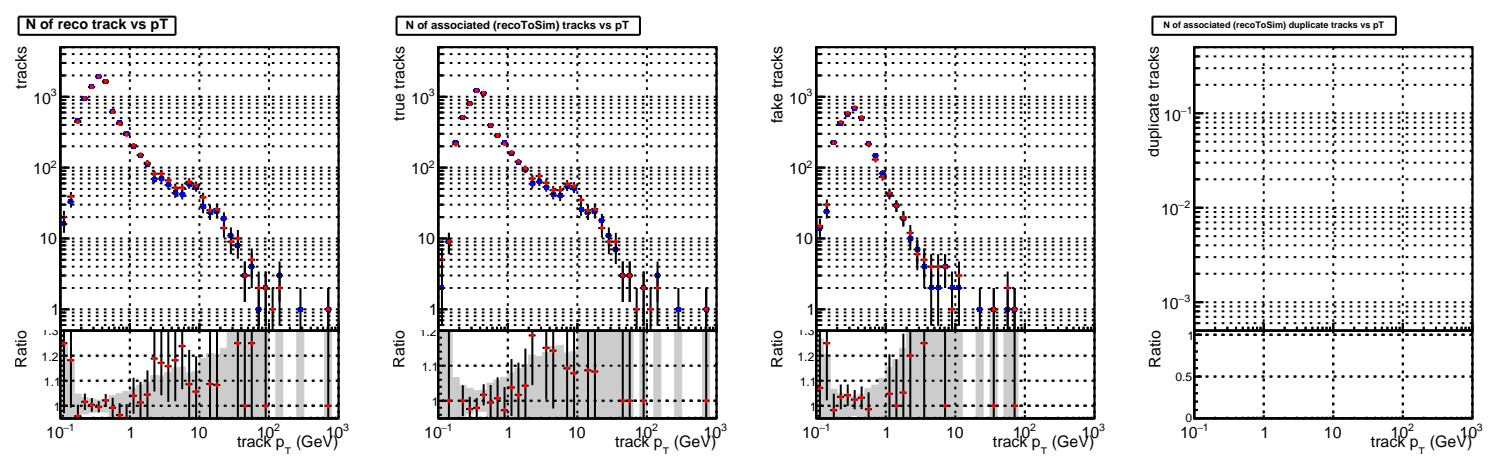 N of reco track vs pT
tracks
10³
10²
10
1
Ratio
1.3
1.2
1.1
1
10⁻¹ 1 10 10² 10³
track p_T (GeV)
N of associated (recoToSim) tracks vs pT
true tracks
10³
10²
10
1
Ratio
1.2
1.1
1
10⁻¹ 1 10 10² 10³
track p_T (GeV)
fake tracks
10³
10²
10
1
Ratio
1.3
1.2
1.1
1
10⁻¹ 1 10 10² 10³
track p_T (GeV)
N of associated (recoToSim) duplicate tracks vs pT
duplicate tracks
10⁻¹
10⁻²
10⁻³
Ratio
1
0.5
0
10⁻¹ 1 10 10² 10³
track p_T (GeV)